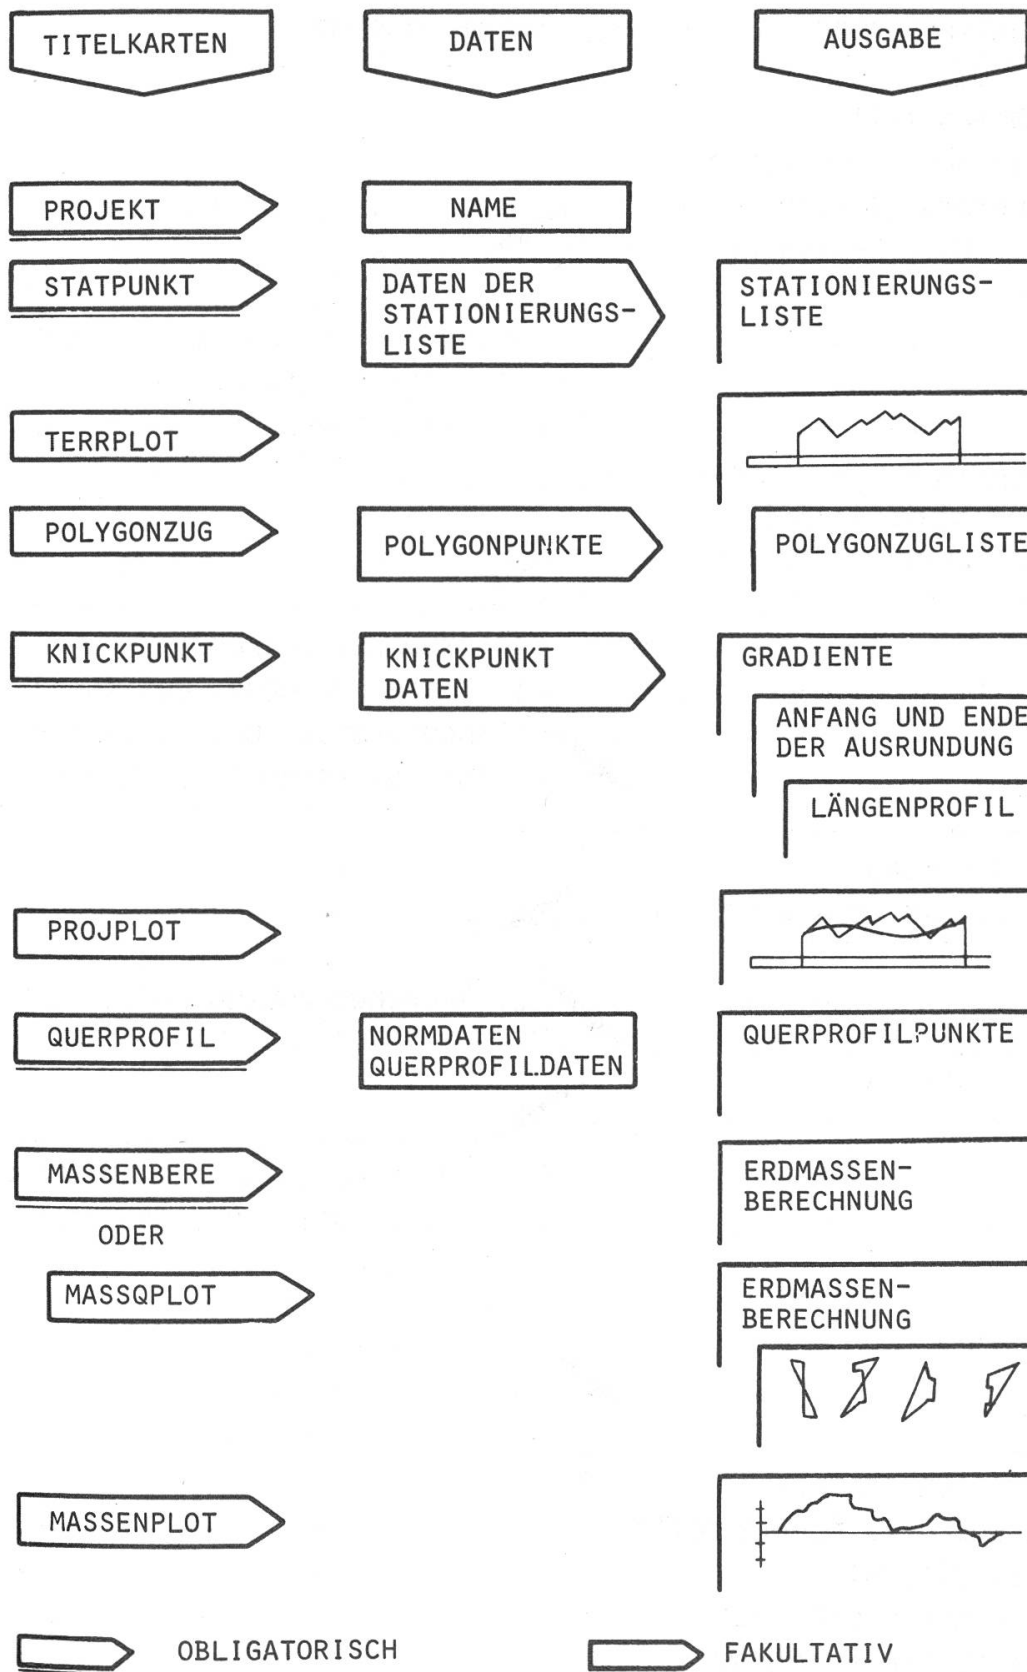 TITELKARTEN
DATEN
AUSGABE
PROJEKT
NAME
STATPUNKT
DATEN DER
STATIONIERUNGS-
LISTE
STATIONIERUNGS-
LISTE
TERRPLOT
POLYGONZUG
POLYGONPUNKTE
POLYGONZUGLISTE
KNICKPUNKT
KNICKPUNKT
DATEN
GRADIENTE
ANFANG UND ENDE
DER AUSRUNDUNG
LÄNGENPROFIL
PROJPLOT
QUERPROFIL
NORMDATEN
QUERPROFILDATEN
QUERPROFILPUNKTE
MASSENBERE
ERDMASSEN-
BERECHNUNG
ODER
MASSQPLOT
ERDMASSEN-
BERECHNUNG
MASSENPLOT
OBLIGATORISCH
FAKULTATIV